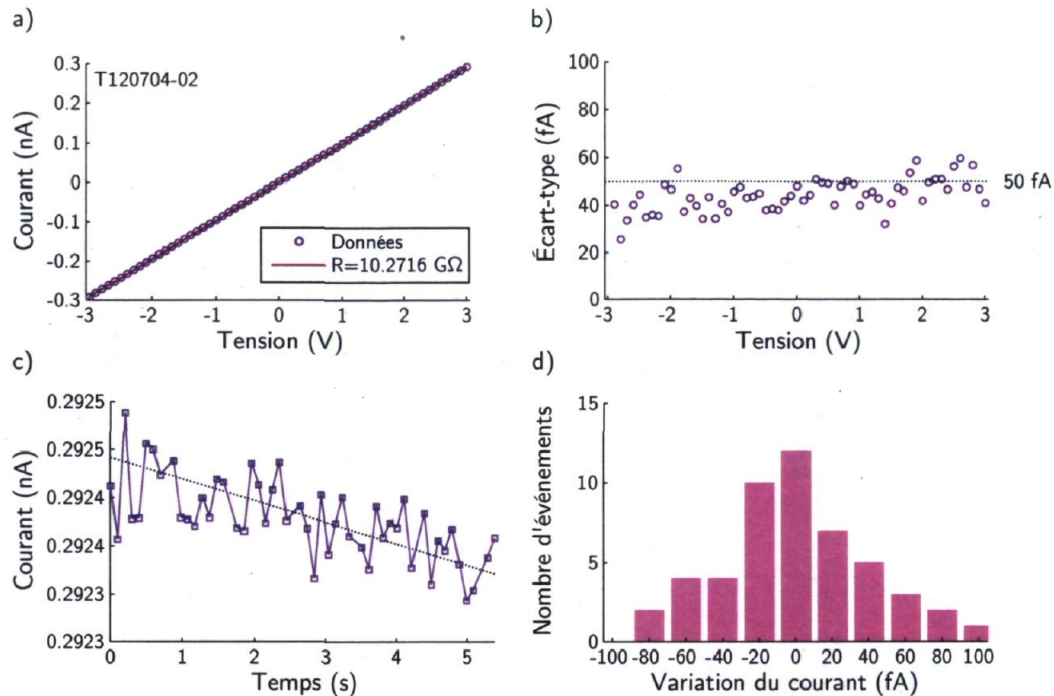 a)
Courant (nA)
0.3
0.2
0.1
0
-0.1
-0.2
-0.3
T120704-02
Données
R=10.2716 GΩ
-3 -2 -1 0 1 2 3
Tension (V)
b)
Écart-type (fA)
100
80
60
40
20
0
50 fA
-3 -2 -1 0 1 2 3
Tension (V)
c)
Courant (nA)
0.2925
0.2925
0.2924
0.2924
0.2923
0.2923
0 1 2 3 4 5
Temps (s)
d)
Nombre d'événements
15
10
5
0
-100 -80 -60 -40 -20 0 20 40 60 80 100
Variation du courant (fA)